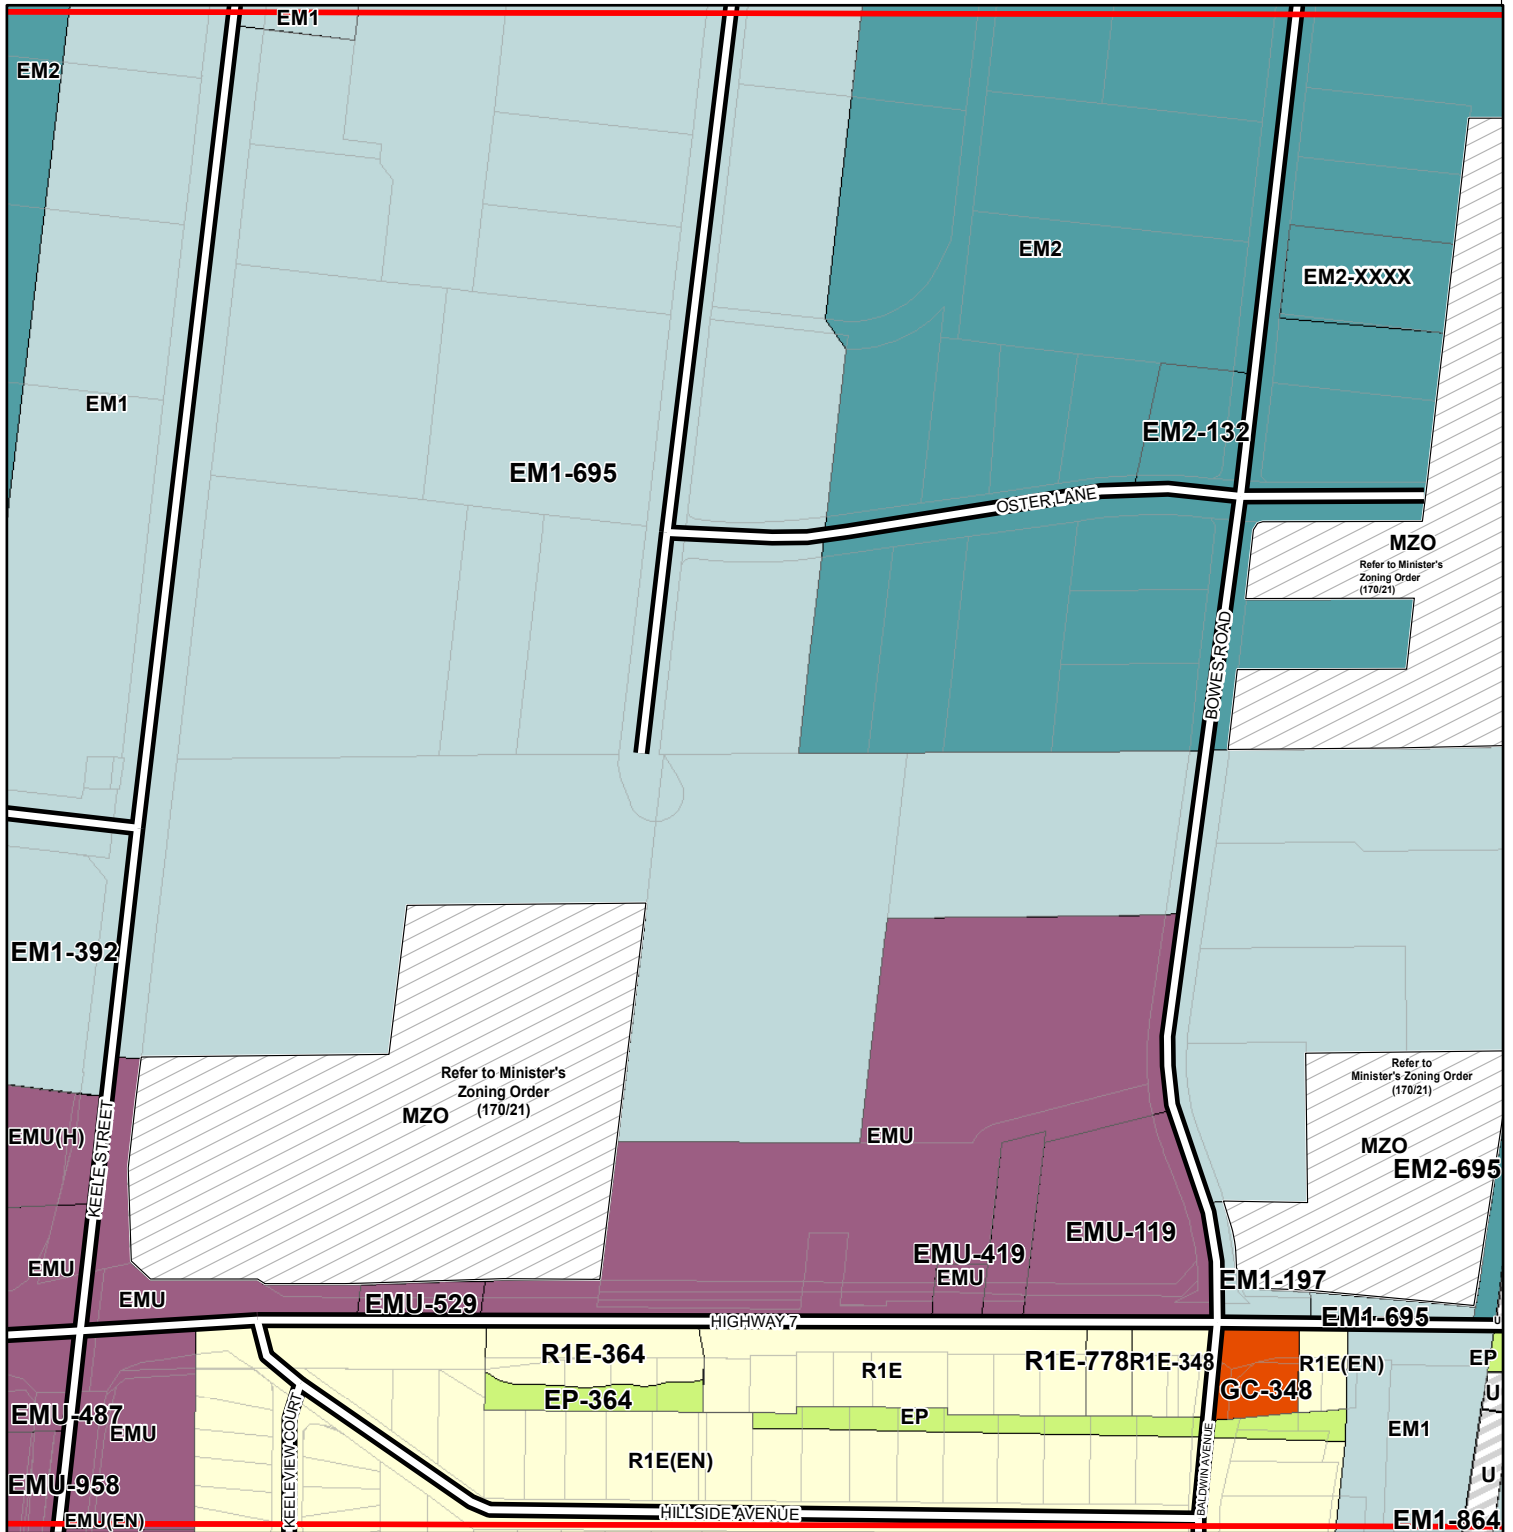 EM1
EM2
EM2
EM2-XXXX
EM1
EM2-132
EM1-695
OSTER LANE
MZO
Refer to Minister's
Zoning Order
(170/21)
BOWES ROAD
EM1-392
Refer to Minister's
Zoning Order
(170/21)
MZO
Refer to
Minister's Zoning Order
(170/21)
EMU(H)
EMU
MZO
EM2-695
KEELE STREET
EMU-119
EMU-419
EMU
EMU
EM1-197
EMU
EMU-529
EM1-695
HIGHWAY 7
U
R1E-364
R1E
R1E-778
R1E-348
R1E(EN)
EP
GC-348
EP-364
U
EMU-487
EMU
EP
EM1
KEELEVIEW COURT
R1E(EN)
BALDWIN AVENUE
U
EMU-958
HILLSIDE AVENUE
EMU(EN)
EM1-864